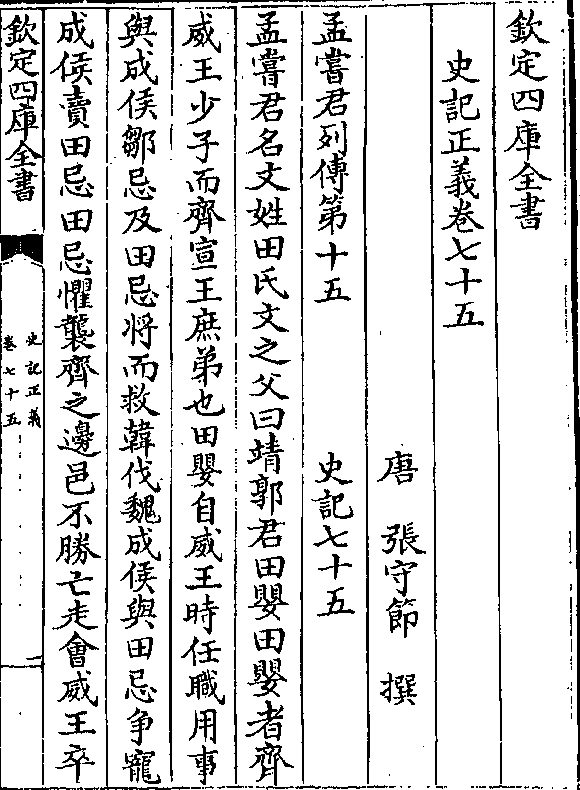 欽定四庫全書
史記正義卷七十五
唐 張守節 撰
孟嘗君列傳第十五 史記七十五
孟嘗君名文姓田氏文之父曰靖郭君田嬰田嬰者齊
威王少子而齊宣王庶弟也田嬰自威王時任職用事
與成侯鄒忌及田忌將而救韓伐魏成侯與田忌争寵
成侯賣田忌田忌懼襲齊之邊邑不勝亡走會威王卒
欽定四庫全書
史記正義
卷七十五
一